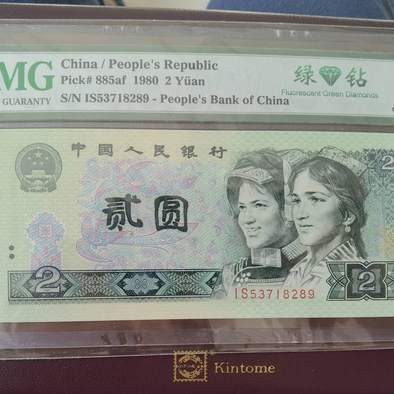 MG
GUARANTY
China / People's Republic
Pick# 885af 1980 2 Yüan
S/N IS53718289 - People's Bank of China
绿 钻
Fluorescent Green Diamonds
中国人民银行
贰圆
2
2
2
IS53718289
Kintome